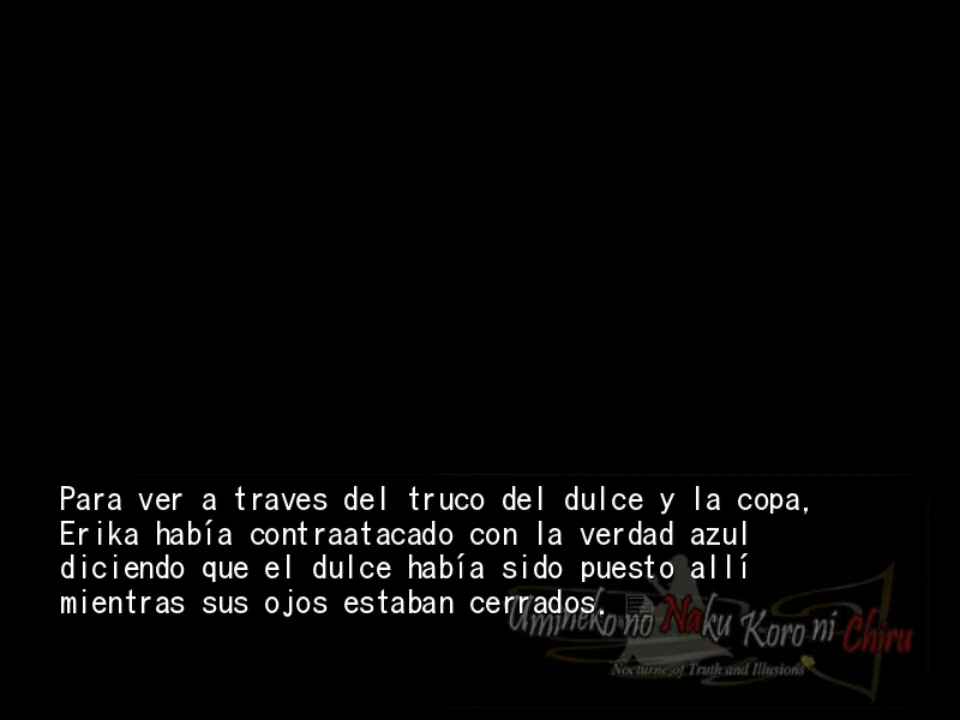 Para ver a traves del truco del dulce y la copa,
Erika había contraatacado con la verdad azul
diciendo que el dulce había sido puesto allí
mientras sus ojos estaban cerrados.
Umineko no Naku Koro ni Chiru
Nocturne of Truth and Illusions